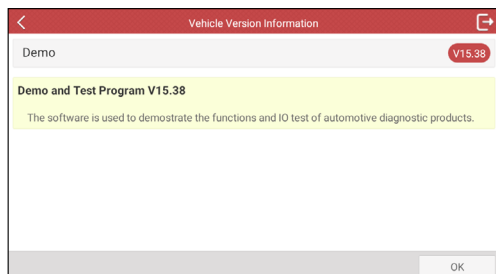 Vehicle Version Information
Demo
V15.38
Demo and Test Program V15.38
The software is used to demostrate the functions and IO test of automotive diagnostic products.
OK